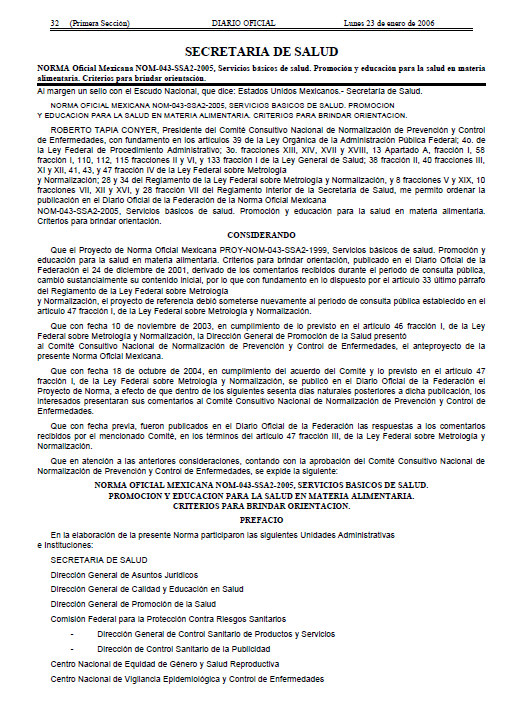 32 (Primera Sección) DIARIO OFICIAL Lunes 23 de enero de 2006
SECRETARIA DE SALUD
NORMA Oficial Mexicana NOM-043-SSA2-2005, Servicios básicos de salud. Promoción y educación para la salud en materia
alimentaria. Criterios para brindar orientación.
Al margen un sello con el Escudo Nacional, que dice: Estados Unidos Mexicanos.- Secretaría de Salud.
NORMA OFICIAL MEXICANA NOM-043-SSA2-2005, SERVICIOS BASICOS DE SALUD. PROMOCION
Y EDUCACION PARA LA SALUD EN MATERIA ALIMENTARIA. CRITERIOS PARA BRINDAR ORIENTACION.
ROBERTO TAPIA CONYER, Presidente del Comité Consultivo Nacional de Normalización de Prevención y Control
de Enfermedades, con fundamento en los artículos 39 de la Ley Orgánica de la Administración Pública Federal; 4o. de
la Ley Federal de Procedimiento Administrativo; 3o. fracciones XIII, XIV, XVII y XVIII, 13 Apartado A, fracción I, 58
fracción I, 110, 112, 115 fracciones II y VI, y 133 fracción I de la Ley General de Salud; 38 fracción II, 40 fracciones III,
XI y XII, 41, 43, y 47 fracción IV de la Ley Federal sobre Metrología
y Normalización; 28 y 34 del Reglamento de la Ley Federal sobre Metrología y Normalización, y 8 fracciones V y XIX, 10
fracciones VII, XII y XVI, y 28 fracción VII del Reglamento Interior de la Secretaría de Salud, me permito ordenar la
publicación en el Diario Oficial de la Federación de la Norma Oficial Mexicana
NOM-043-SSA2-2005, Servicios básicos de salud. Promoción y educación para la salud en materia alimentaria.
Criterios para brindar orientación.
CONSIDERANDO
Que el Proyecto de Norma Oficial Mexicana PROY-NOM-043-SSA2-1999, Servicios básicos de salud. Promoción y
educación para la salud en materia alimentaria. Criterios para brindar orientación, publicado en el Diario Oficial de la
Federación el 24 de diciembre de 2001, derivado de los comentarios recibidos durante el periodo de consulta pública,
cambió sustancialmente su contenido inicial, por lo que con fundamento en lo dispuesto por el artículo 33 último párrafo
del Reglamento de la Ley Federal sobre Metrología
y Normalización, el proyecto de referencia debió someterse nuevamente al periodo de consulta pública establecido en el
artículo 47 fracción I, de la Ley Federal sobre Metrología y Normalización.
Que con fecha 10 de noviembre de 2003, en cumplimiento de lo previsto en el artículo 46 fracción I, de la Ley
Federal sobre Metrología y Normalización, la Dirección General de Promoción de la Salud presentó
al Comité Consultivo Nacional de Normalización de Prevención y Control de Enfermedades, el anteproyecto de la
presente Norma Oficial Mexicana.
Que con fecha 18 de octubre de 2004, en cumplimiento del acuerdo del Comité y lo previsto en el artículo 47
fracción I, de la Ley Federal sobre Metrología y Normalización, se publicó en el Diario Oficial de la Federación el
Proyecto de Norma, a efecto de que dentro de los siguientes sesenta días naturales posteriores a dicha publicación, los
interesados presentaran sus comentarios al Comité Consultivo Nacional de Normalización de Prevención y Control de
Enfermedades.
Que con fecha previa, fueron publicados en el Diario Oficial de la Federación las respuestas a los comentarios
recibidos por el mencionado Comité, en los términos del artículo 47 fracción III, de la Ley Federal sobre Metrología y
Normalización.
Que en atención a las anteriores consideraciones, contando con la aprobación del Comité Consultivo Nacional de
Normalización de Prevención y Control de Enfermedades, se expide la siguiente:
NORMA OFICIAL MEXICANA NOM-043-SSA2-2005, SERVICIOS BASICOS DE SALUD.
PROMOCION Y EDUCACION PARA LA SALUD EN MATERIA ALIMENTARIA.
CRITERIOS PARA BRINDAR ORIENTACION.
PREFACIO
En la elaboración de la presente Norma participaron las siguientes Unidades Administrativas
e Instituciones:
SECRETARIA DE SALUD
Dirección General de Asuntos Jurídicos
Dirección General de Calidad y Educación en Salud
Dirección General de Promoción de la Salud
Comisión Federal para la Protección Contra Riesgos Sanitarios
- Dirección General de Control Sanitario de Productos y Servicios
- Dirección de Control Sanitario de la Publicidad
Centro Nacional de Equidad de Género y Salud Reproductiva
Centro Nacional de Vigilancia Epidemiológica y Control de Enfermedades